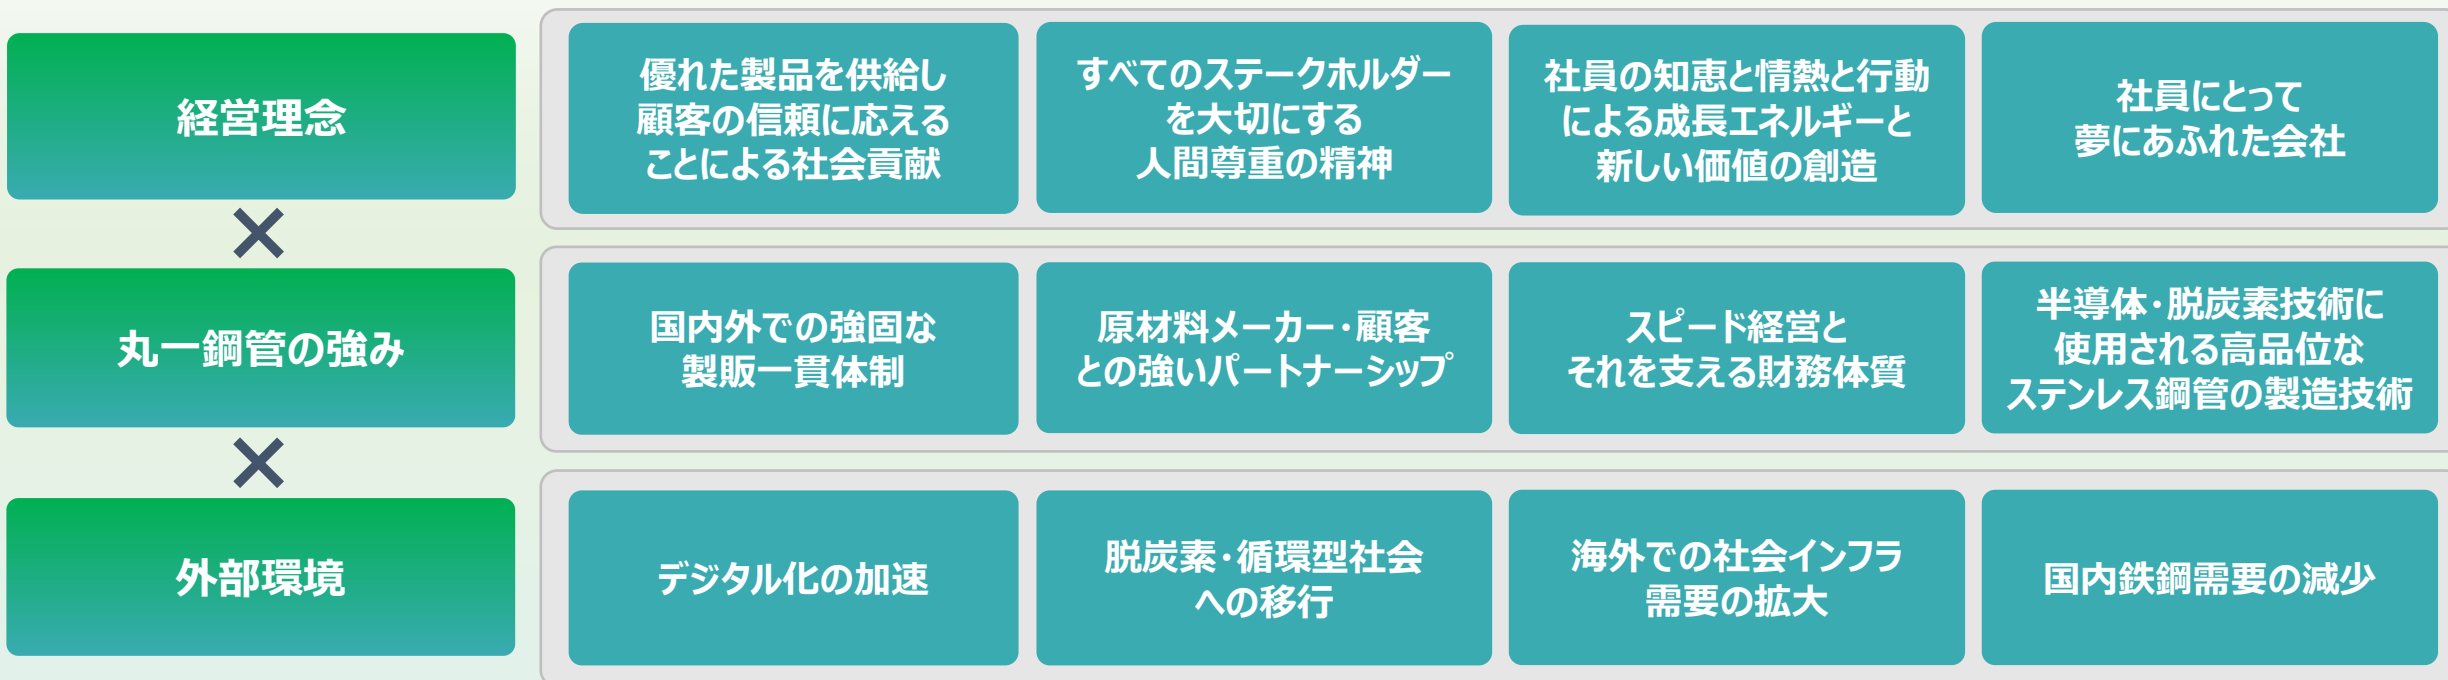 経営理念
優れた製品を供給し
顧客の信頼に応える
ことによる社会貢献
すべてのステークホルダー
を大切にする
人間尊重の精神
社員の知恵と情熱と行動
による成長エネルギーと
新しい価値の創造
社員にとって
夢にあふれた会社
×
丸一鋼管の強み
国内外での強固な
製販一貫体制
原材料メーカー・顧客
との強いパートナーシップ
スピード経営と
それを支える財務体質
半導体・脱炭素技術に
使用される高品位な
ステンレス鋼管の製造技術
×
外部環境
デジタル化の加速
脱炭素・循環型社会
への移行
海外での社会インフラ
需要の拡大
国内鉄鋼需要の減少